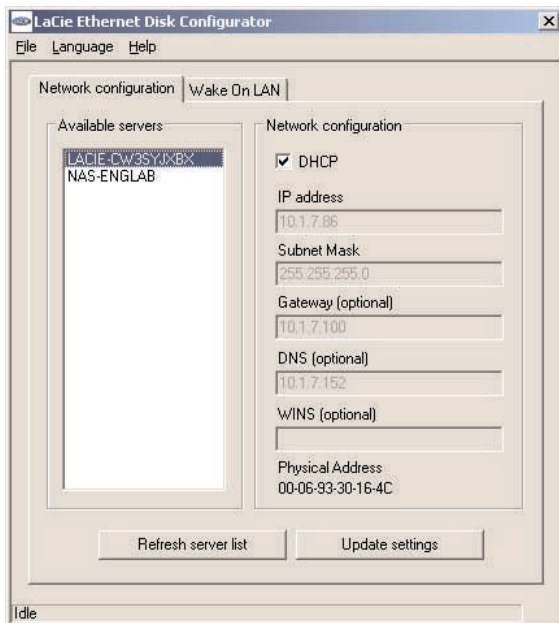 LaCie Ethernet Disk Configurator
File Language Help
Network configuration
Wake On LAN
Available servers
LACIE-CW3SYJXBX
NAS-ENGLAB
Network configuration
DHCP
IP address
10.1.7.86
Subnet Mask
255.255.255.0
Gateway (optional)
10.1.7.100
DNS (optional)
10.1.7.152
WINS (optional)
Physical Address
00-06-93-30-16-4C
Refresh server list
Update settings
Idle